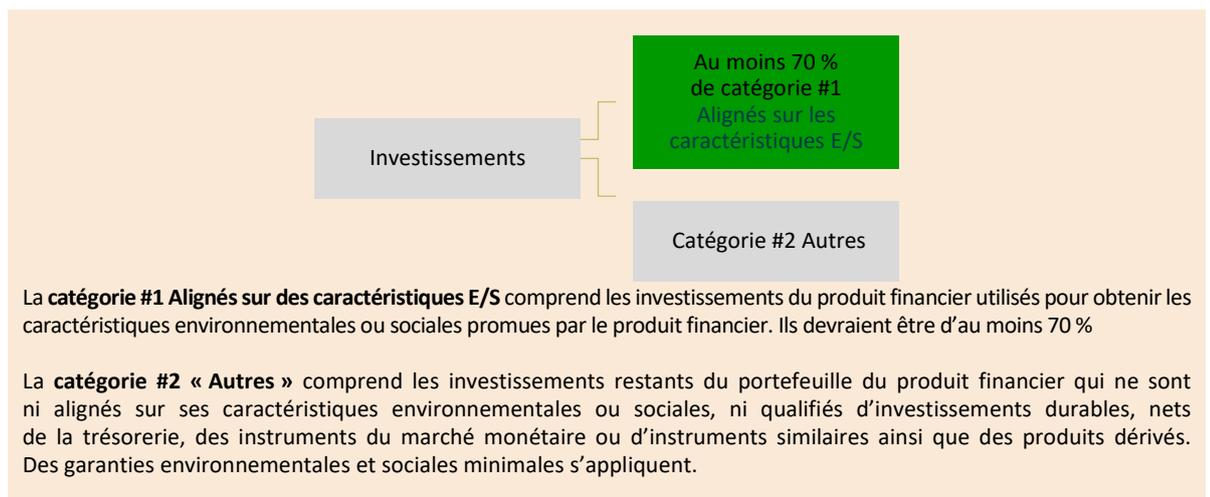 Au moins 70 %
de catégorie #1
Alignés sur les
caractéristiques E/S
Investissements
Catégorie #2 Autres
La catégorie #1 Alignés sur des caractéristiques E/S comprend les investissements du produit financier utilisés pour obtenir les
caractéristiques environnementales ou sociales promues par le produit financier. Ils devraient être d’au moins 70 %
La catégorie #2 « Autres » comprend les investissements restants du portefeuille du produit financier qui ne sont
ni alignés sur ses caractéristiques environnementales ou sociales, ni qualifiés d’investissements durables, nets
de la trésorerie, des instruments du marché monétaire ou d’instruments similaires ainsi que des produits dérivés.
Des garanties environnementales et sociales minimales s’appliquent.